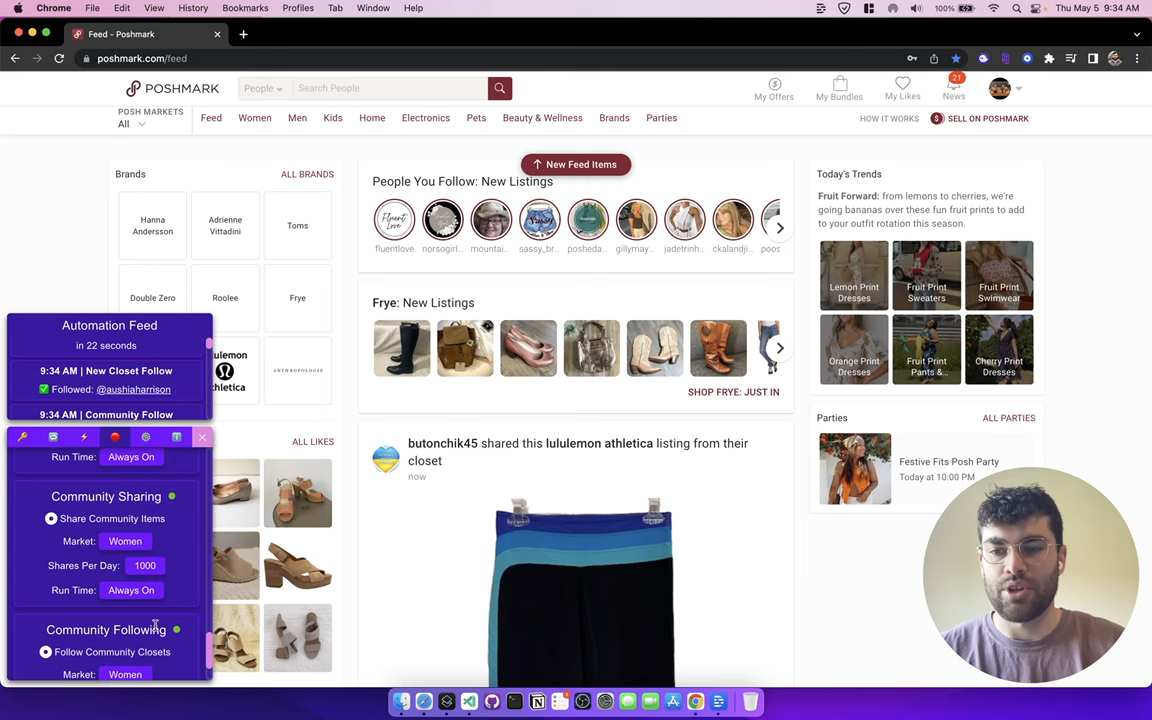 Chrome File Edit View History Bookmarks Profiles Tab Window Help
100% Thu May 5 9:34 AM
Feed - Poshmark
poshmark.com/feed
POSHMARK
People Search People
My Offers My Bundles My Likes 21 News
POSH MARKETS
All
Feed Women Men Kids Home Electronics Pets Beauty & Wellness Brands Parties
HOW IT WORKS $ SELL ON POSHMARK
Brands ALL BRANDS
Hanna Andersson
Adrienne Vittadini
Toms
Double Zero
Roolee
Frye
lululemon athletica
ANTHROPOLOGIE
ALL LIKES
↑ New Feed Items
People You Follow: New Listings
Fluent Love
fluentlove norsogirl... mountai... sassy_br... posheda... gillymay... jadetrinh... ckalandji... poos
Frye: New Listings
SHOP FRYE: JUST IN
butonchik45 shared this lululemon athletica listing from their
closet
now
Today's Trends
Fruit Forward: from lemons to cherries, we're
going bananas over these fun fruit prints to add
to your outfit rotation this season.
Lemon Print Dresses
Fruit Print Sweaters
Fruit Print Swimwear
Orange Print Dresses
Fruit Print Pants &...
Cherry Print Dresses
Parties ALL PARTIES
Festive Fits Posh Party
Today at 10:00 PM
Automation Feed
in 22 seconds
9:34 AM | New Closet Follow
Followed: @aushiaharrison
9:34 AM | Community Follow
Run Time: Always On
Community Sharing
Share Community Items
Market: Women
Shares Per Day: 1000
Run Time: Always On
Community Following
Follow Community Closets
Market: Women